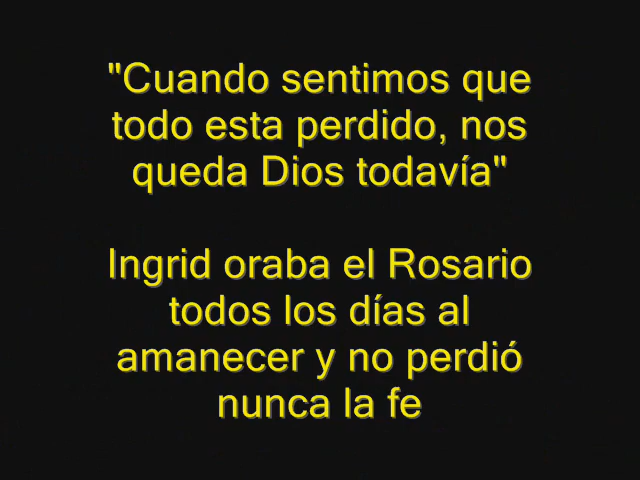 "Cuando sentimos que
todo esta perdido, nos
queda Dios todavía"
Ingrid oraba el Rosario
todos los días al
amanecer y no perdió
nunca la fe